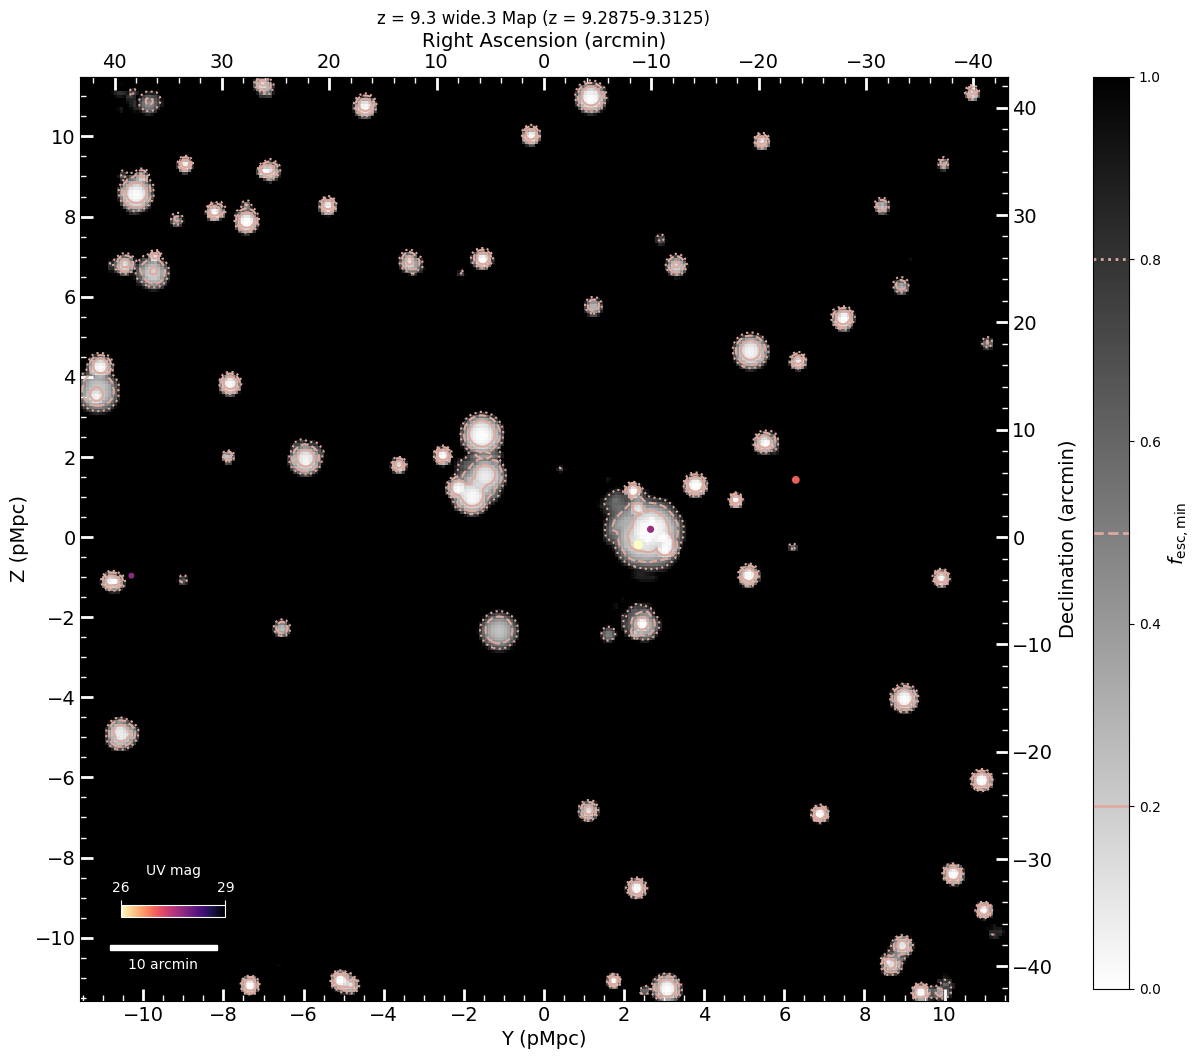 z = 9.3 wide.3 Map (z = 9.2875-9.3125)
Right Ascension (arcmin)
40 30 20 10 0 −10 −20 −30 −40
10
8
6
4
2
0
−2
−4
−6
−8
−10
Z (pMpc)
40
30
20
10
0
−10
−20
−30
−40
Declination (arcmin)
1.0
0.8
0.6
0.4
0.2
0.0
fesc,min
UV mag
26 29
10 arcmin
−10 −8 −6 −4 −2 0 2 4 6 8 10
Y (pMpc)